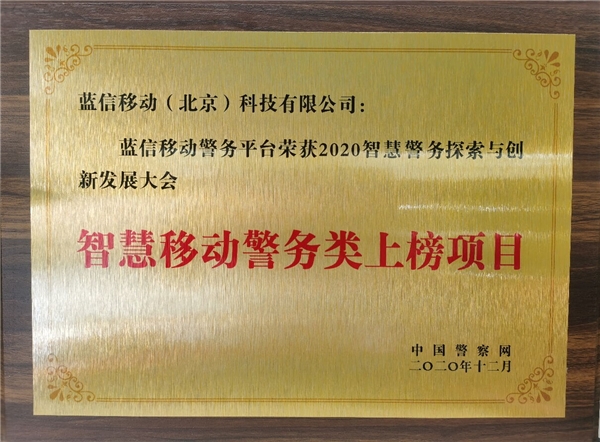 蓝信移动（北京）科技有限公司：
蓝信移动警务平台荣获2020智慧警务探索与创
新发展大会
智慧移动警务类上榜项目
中国警察网
二〇二〇年十二月